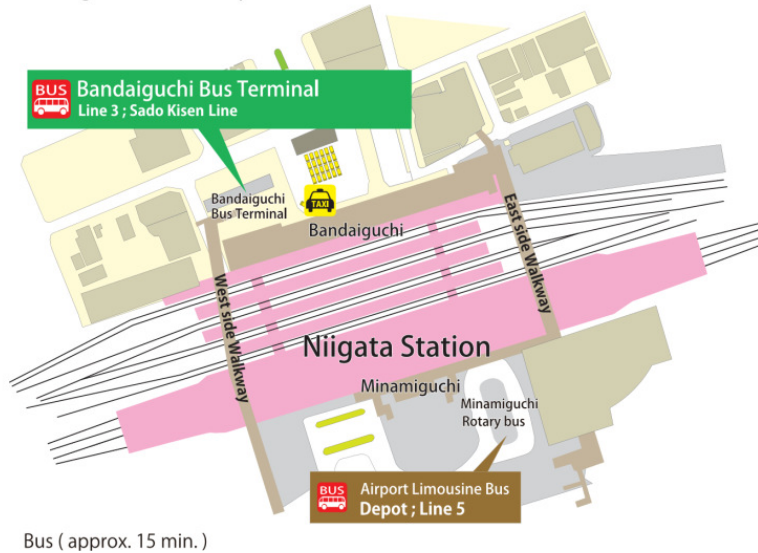 BUS
Bandaiguchi Bus Terminal
Line 3 ; Sado Kisen Line
Bandaiguchi
Bus Terminal
TAXI
Bandaiguchi
East side Walkway
West side Walkway
Niigata Station
Minamiguchi
Minamiguchi
Rotary bus
BUS
Airport Limousine Bus
Depot ; Line 5
Bus ( approx. 15 min. )